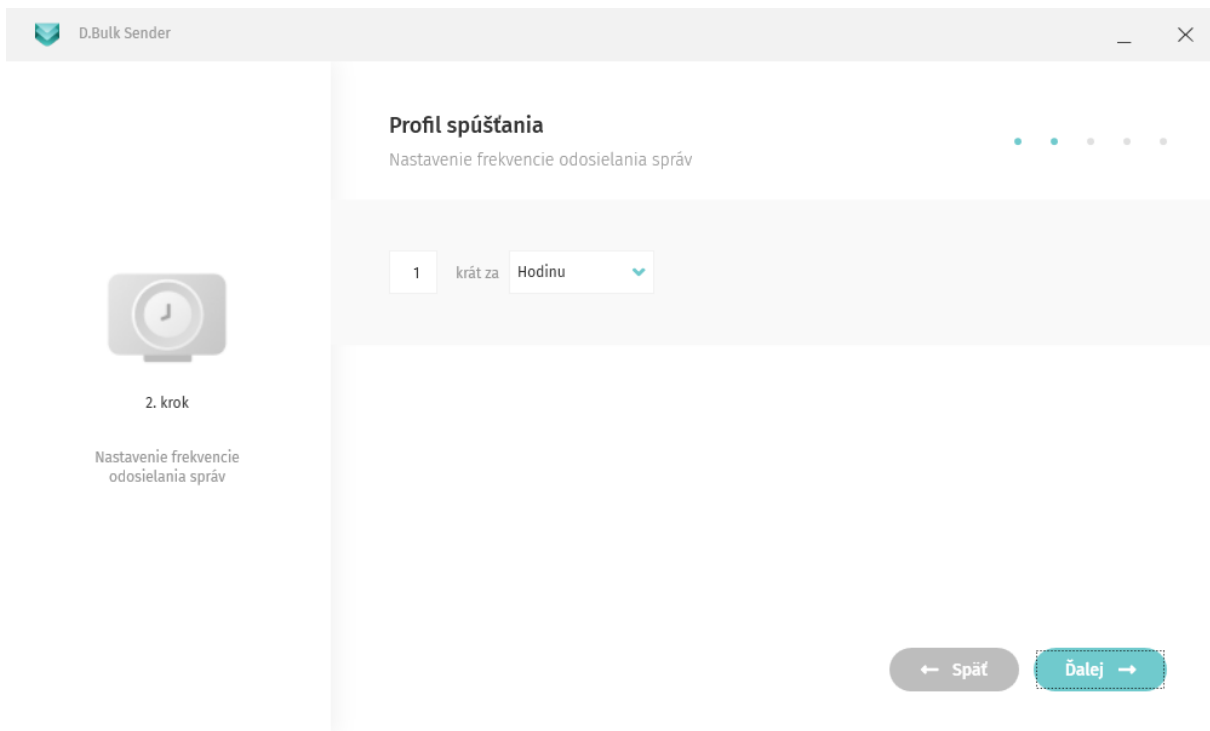 D.Bulk Sender
Profil spúšťania
Nastavenie frekvencie odosielania správ
1 krát za Hodinu
2. krok
Nastavenie frekvencie
odosielania správ
← Späť Ďalej →